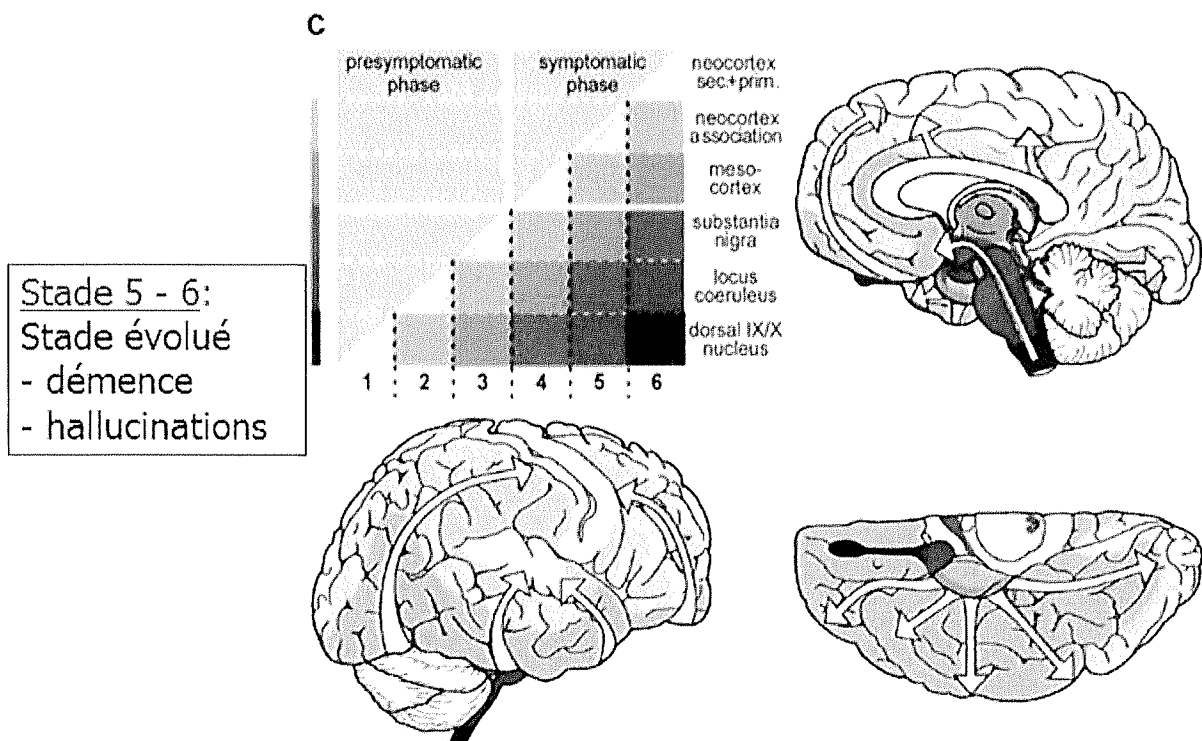 C
presymptomatic
phase
symptomatic
phase
neocortex
sec.+prim.
neocortex
association
meso-
cortex
substantia
nigra
locus
coeruleus
dorsal IX/X
nucleus
1 2 3 4 5 6
Stade 5 - 6:
Stade évolué
- démence
- hallucinations